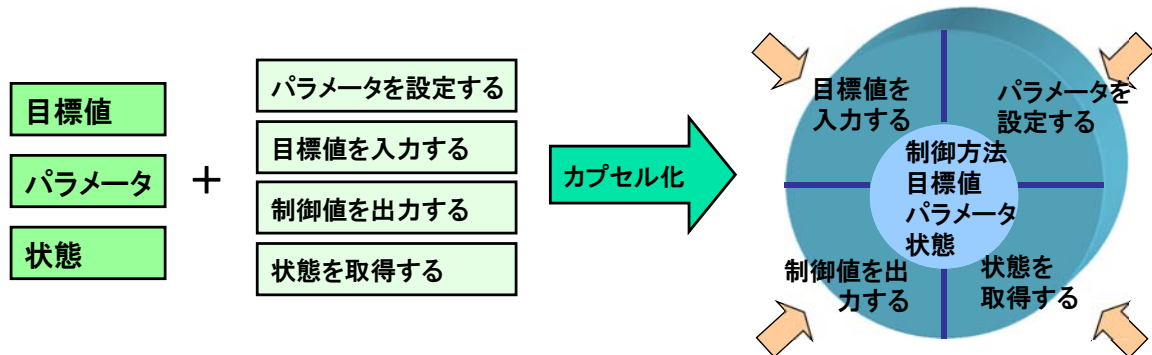 目標値
パラメータ
状態
+
パラメータを設定する
目標値を入力する
制御値を出力する
状態を取得する
カプセル化
目標値を
入力する
パラメータを
設定する
制御方法
目標値
パラメータ
状態
制御値を出
力する
状態を
取得する